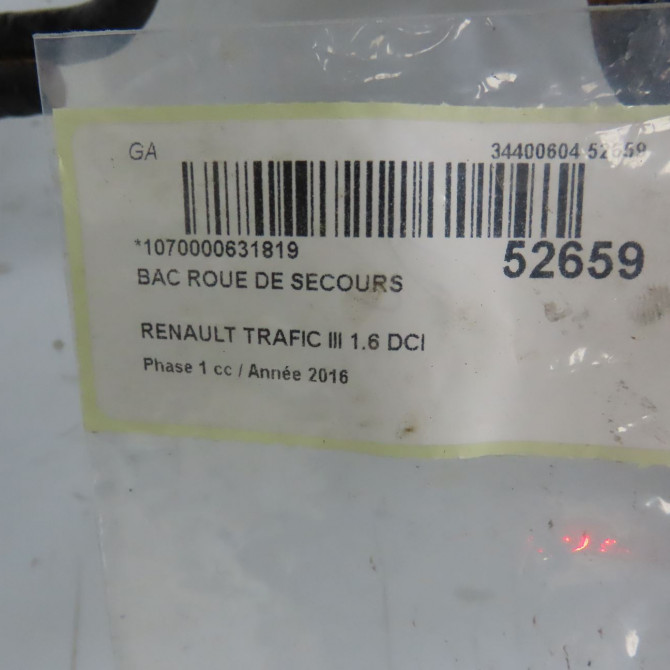 GA 34400604 52659
*1070000631819 52659
BAC ROUE DE SECOURS
RENAULT TRAFIC III 1.6 DCI
Phase 1 cc / Année 2016